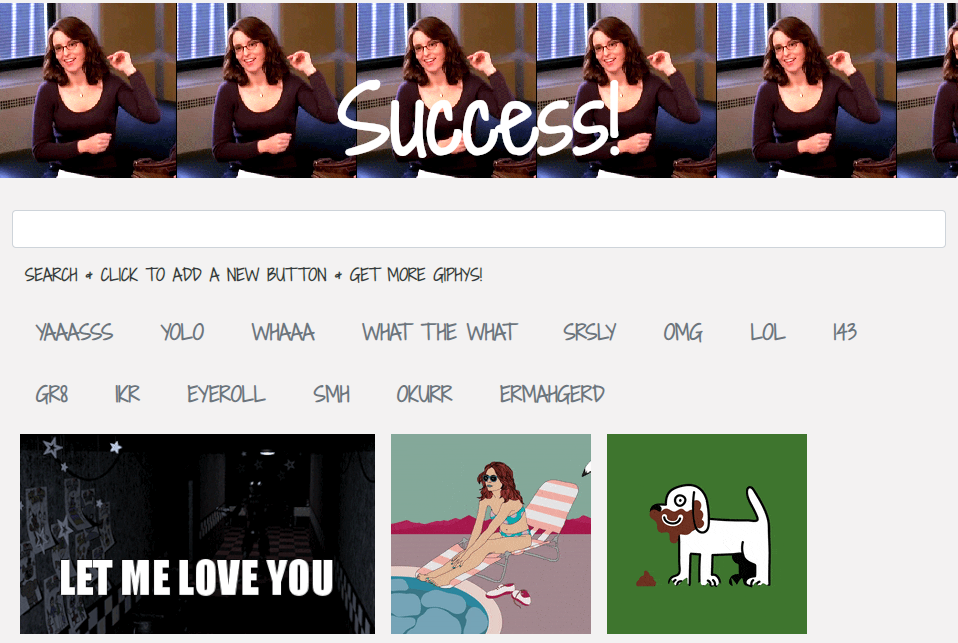 Success!
SEARCH & CLICK TO ADD A NEW BUTTON & GET MORE GIPHYS!
YAAASSS YOLO WHAAA WHAT THE WHAT SRSLY OMG LOL 143
GR8 IKR EYEROLL SMH OKURR ERMAHGERD
LET ME LOVE YOU